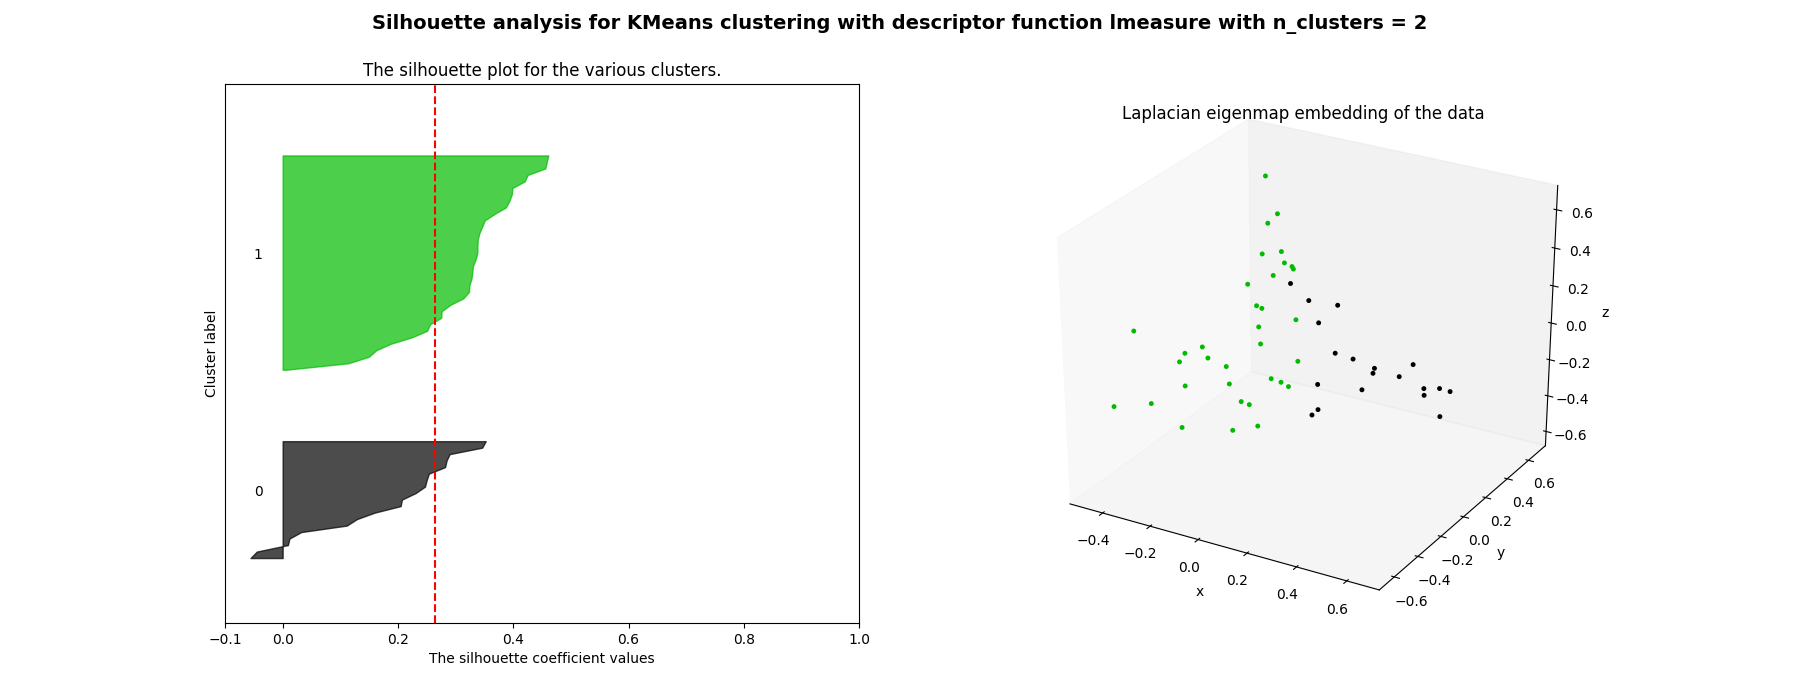 Silhouette analysis for KMeans clustering with descriptor function lmeasure with n_clusters = 2
The silhouette plot for the various clusters.
1
0
Cluster label
−0.1 0.0 0.2 0.4 0.6 0.8 1.0
The silhouette coefficient values
Laplacian eigenmap embedding of the data
0.6
0.4
0.2
0.0
−0.2
−0.4
−0.6
z
0.6
0.4
0.2
0.0
−0.2
−0.4
−0.6
y
−0.4
−0.2
0.0
0.2
0.4
0.6
x